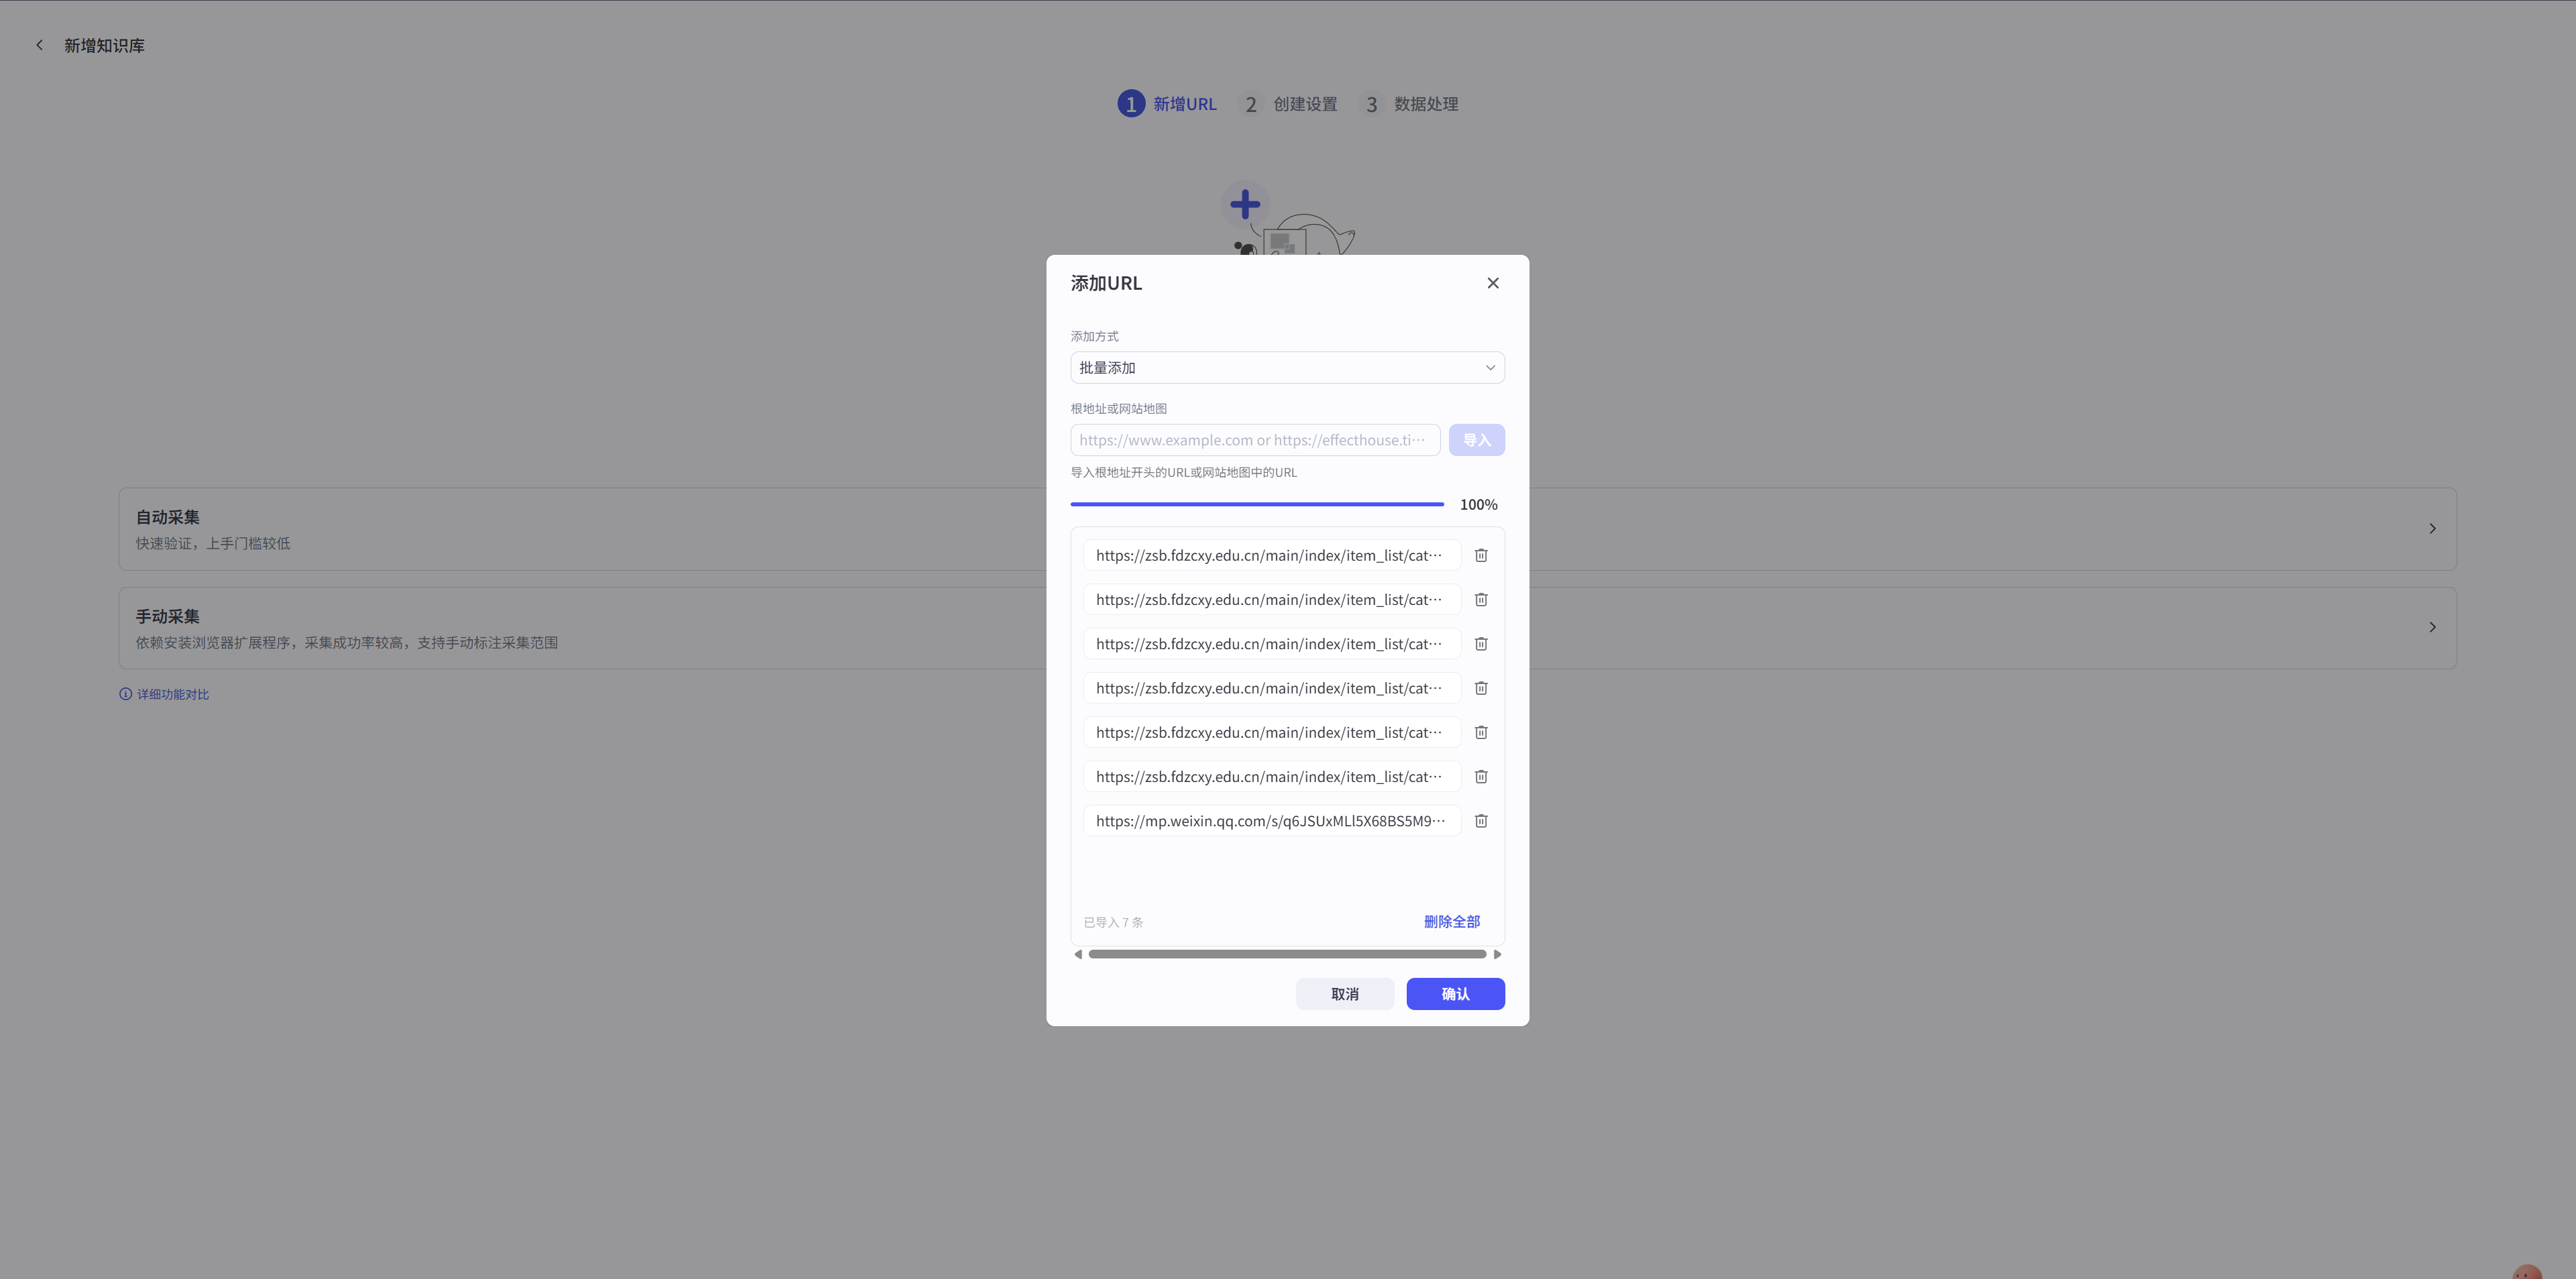 新增知识库
1 新增URL 2 创建设置 3 数据处理
添加URL
添加方式
批量添加
根地址或网站地图
https://www.example.com or https://effecthouse.ti… 导入
导入根地址开头的URL或网站地图中的URL
100%
自动采集
快速验证，上手门槛较低
手动采集
依赖安装浏览器扩展程序，采集成功率较高，支持手动标注采集范围
详细功能对比
https://zsb.fdzcxy.edu.cn/main/index/item_list/cat…
https://zsb.fdzcxy.edu.cn/main/index/item_list/cat…
https://zsb.fdzcxy.edu.cn/main/index/item_list/cat…
https://zsb.fdzcxy.edu.cn/main/index/item_list/cat…
https://zsb.fdzcxy.edu.cn/main/index/item_list/cat…
https://zsb.fdzcxy.edu.cn/main/index/item_list/cat…
https://mp.weixin.qq.com/s/q6JSUxMLl5X68BS5M9…
已导入 7 条 删除全部
取消 确认